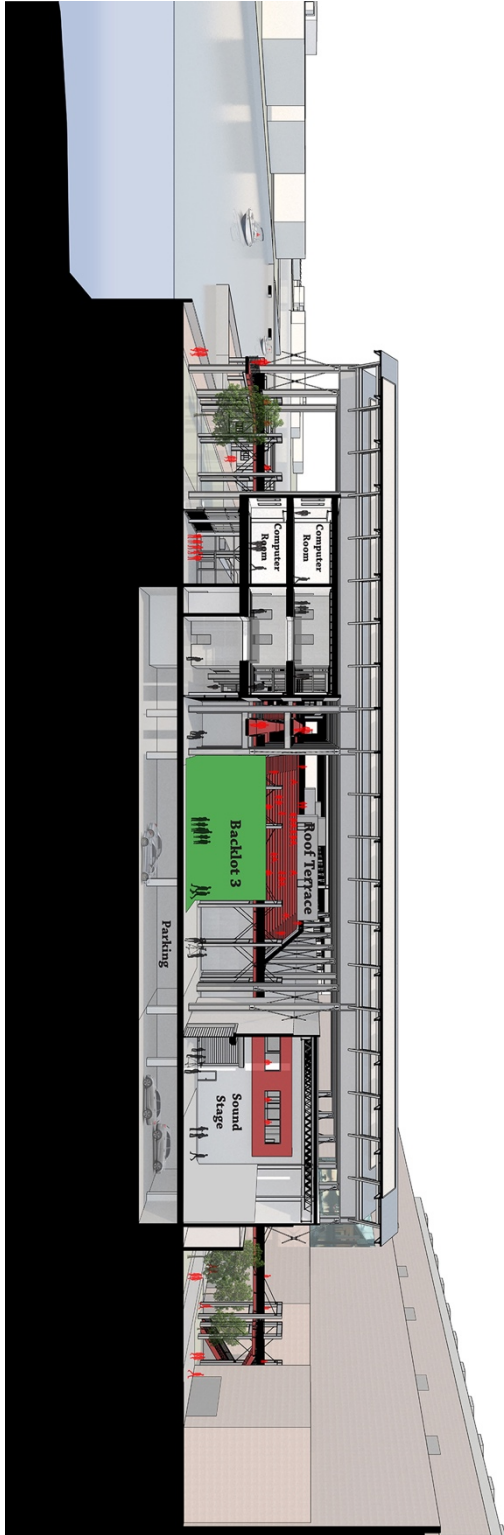 Computer
Room
Computer
Room
Roof Terrace
Backlot 3
Sound
Stage
Parking